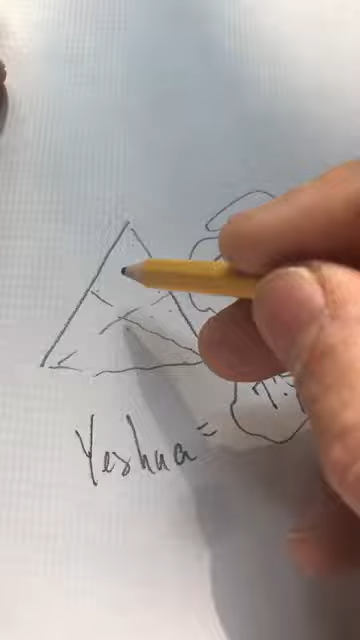 Yeshua =